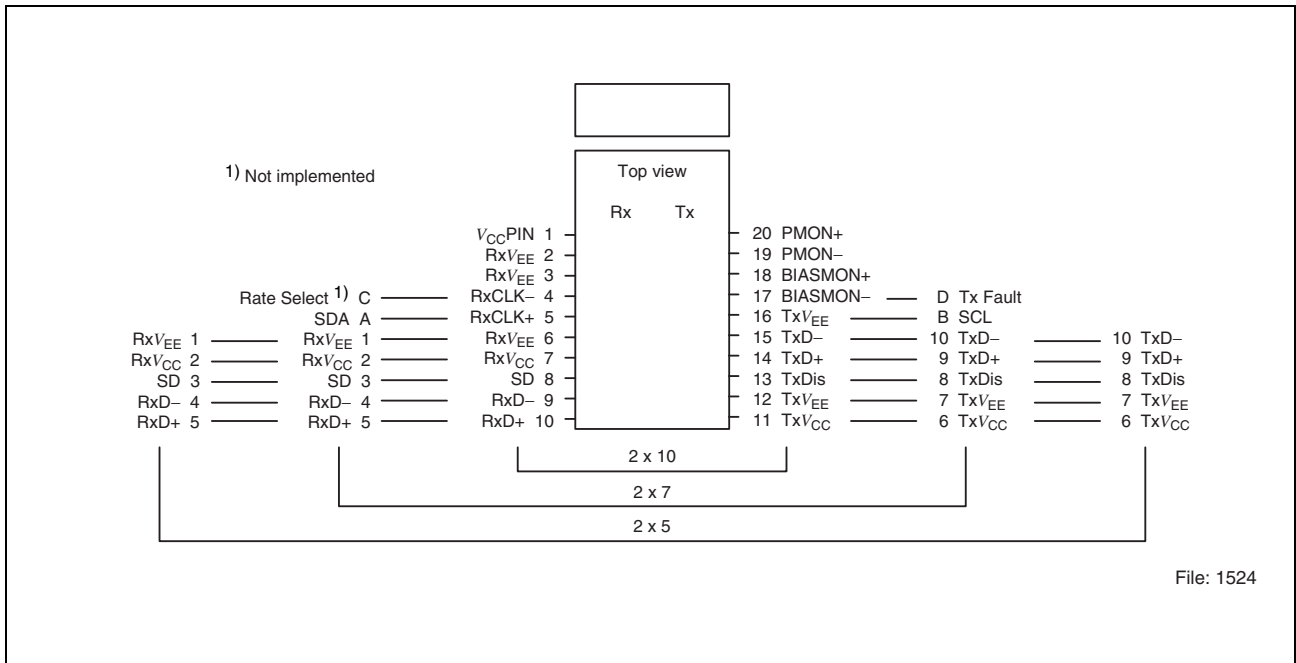 1) Not implemented
Top view
Rx Tx
VCCPIN 1 20 PMON+
RxVEE 2 19 PMON−
RxVEE 3 18 BIASMON+
Rate Select 1) C RxCLK− 4 17 BIASMON− D Tx Fault
SDA A RxCLK+ 5 16 TxVEE B SCL
RxVEE 1 RxVEE 1 RxVEE 6 15 TxD− 10 TxD− 10 TxD−
RxVCC 2 RxVCC 2 RxVCC 7 14 TxD+ 9 TxD+ 9 TxD+
SD 3 SD 3 SD 8 13 TxDis 8 TxDis 8 TxDis
RxD− 4 RxD− 4 RxD− 9 12 TxVEE 7 TxVEE 7 TxVEE
RxD+ 5 RxD+ 5 RxD+ 10 11 TxVCC 6 TxVCC 6 TxVCC
2 x 10
2 x 7
2 x 5
File: 1524